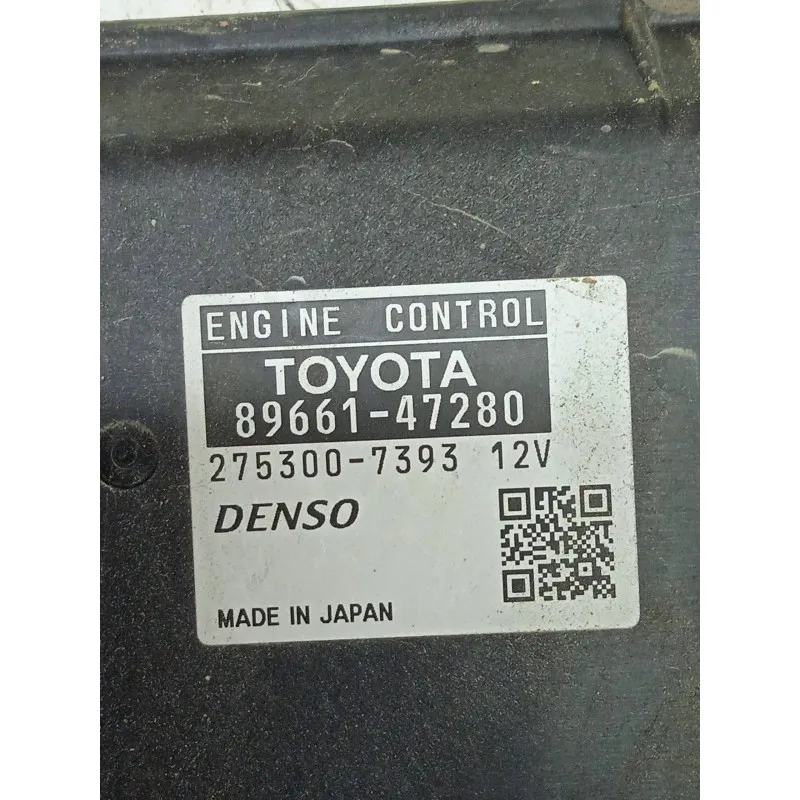 ENGINE CONTROL
TOYOTA
89661-47280
275300-7393 12V
DENSO
MADE IN JAPAN